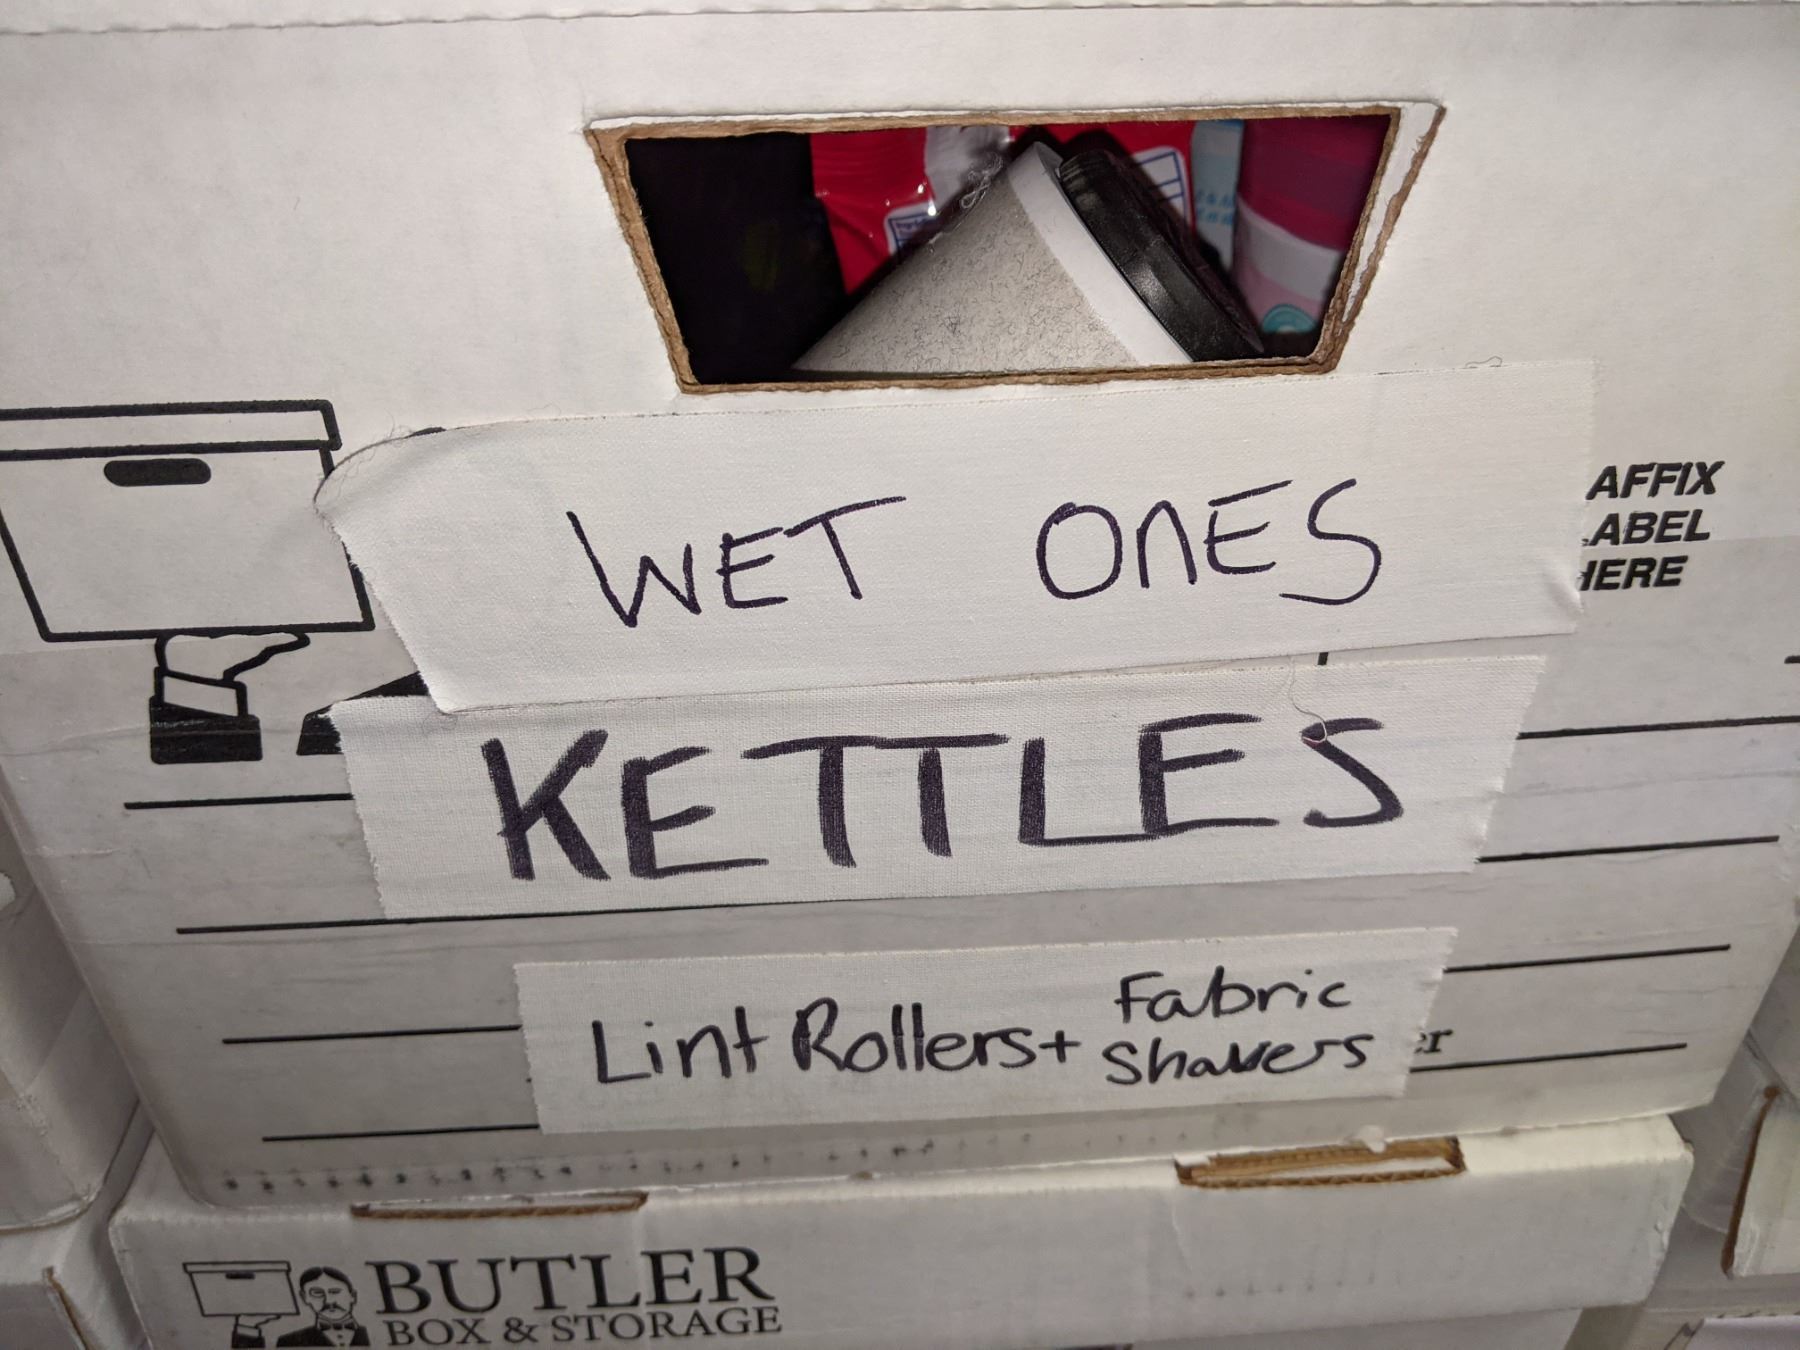 WET ONES
AFFIX
LABEL
HERE
KETTLES
Lint Rollers + Fabric
Shavers
BUTLER
BOX & STORAGE